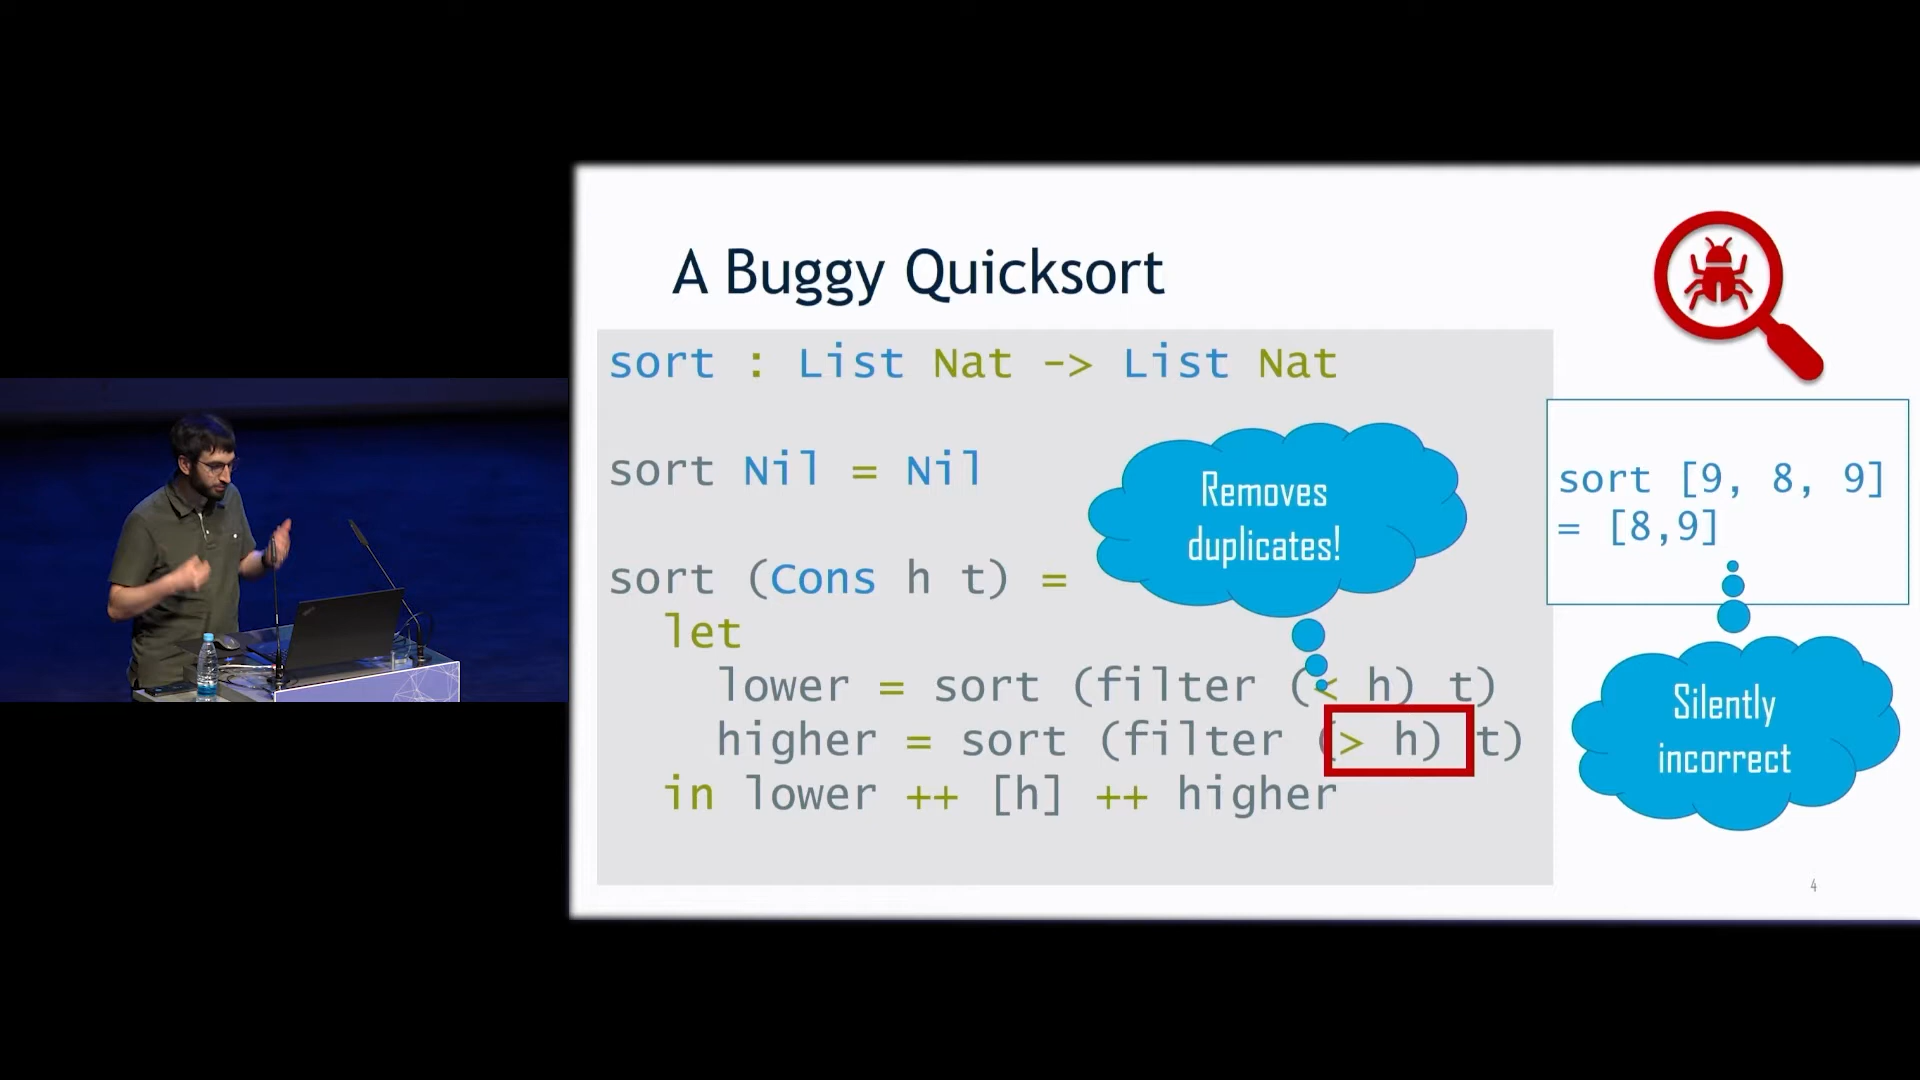 A Buggy Quicksort
sort : List Nat -> List Nat
sort Nil = Nil
sort (Cons h t) =
let
lower = sort (filter (< h) t)
higher = sort (filter (> h) t)
in lower ++ [h] ++ higher
Removes
duplicates!
sort [9, 8, 9]
= [8,9]
Silently
incorrect
4